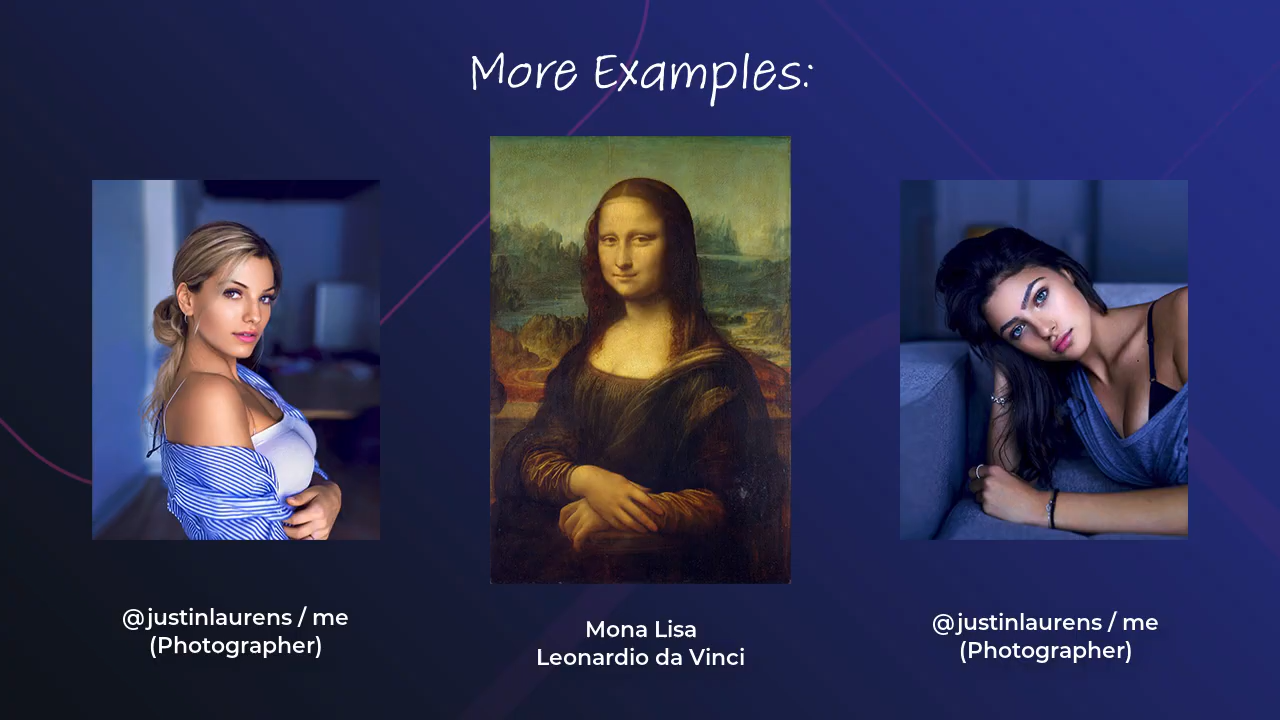 More Examples:
@justinlaurens / me
(Photographer)
Mona Lisa
Leonardio da Vinci
@justinlaurens / me
(Photographer)